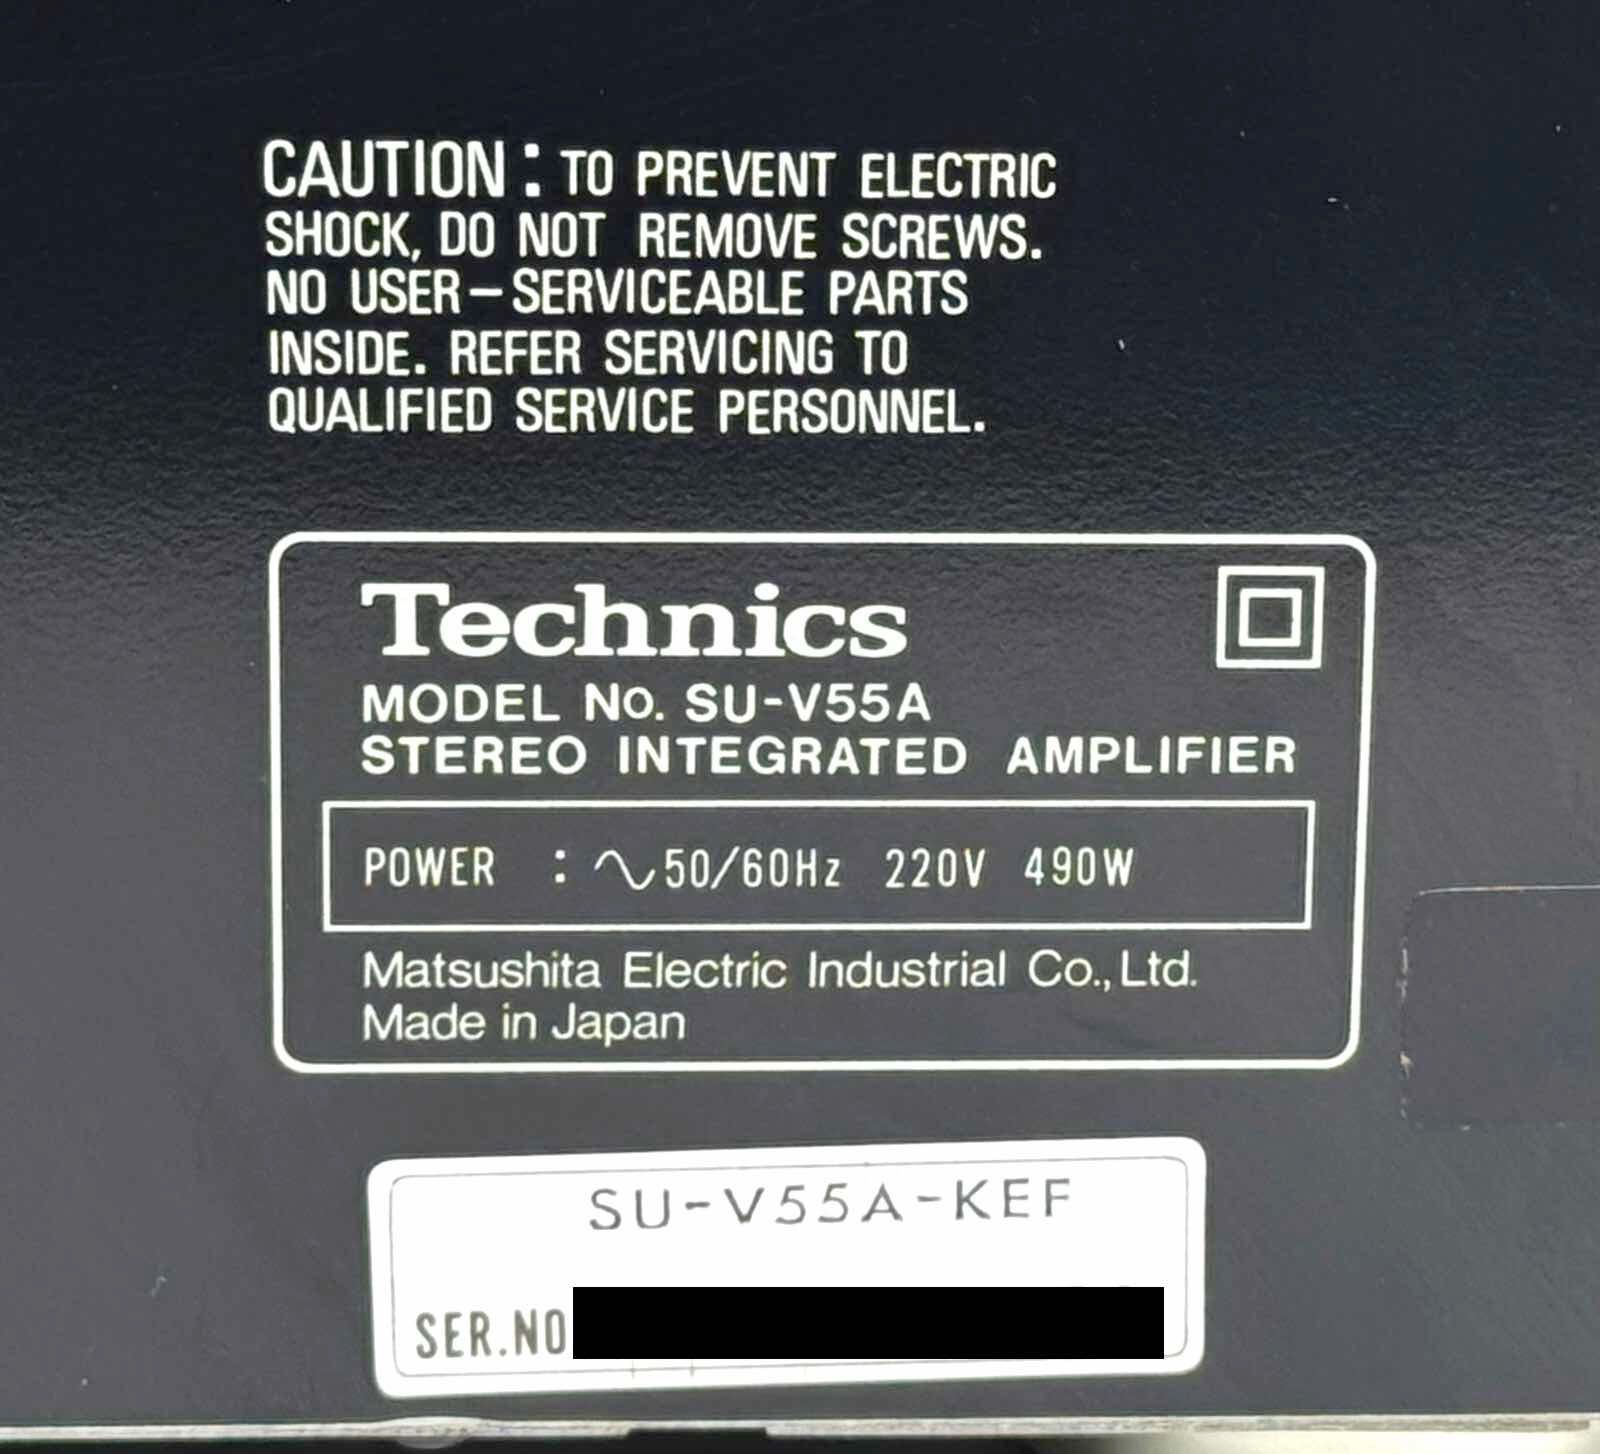 CAUTION: TO PREVENT ELECTRIC
SHOCK, DO NOT REMOVE SCREWS.
NO USER-SERVICEABLE PARTS
INSIDE. REFER SERVICING TO
QUALIFIED SERVICE PERSONNEL.
Technics
MODEL No. SU-V55A
STEREO INTEGRATED AMPLIFIER
POWER : ∿50/60Hz 220V 490W
Matsushita Electric Industrial Co., Ltd.
Made in Japan
SU-V55A-KEF
SER.NO